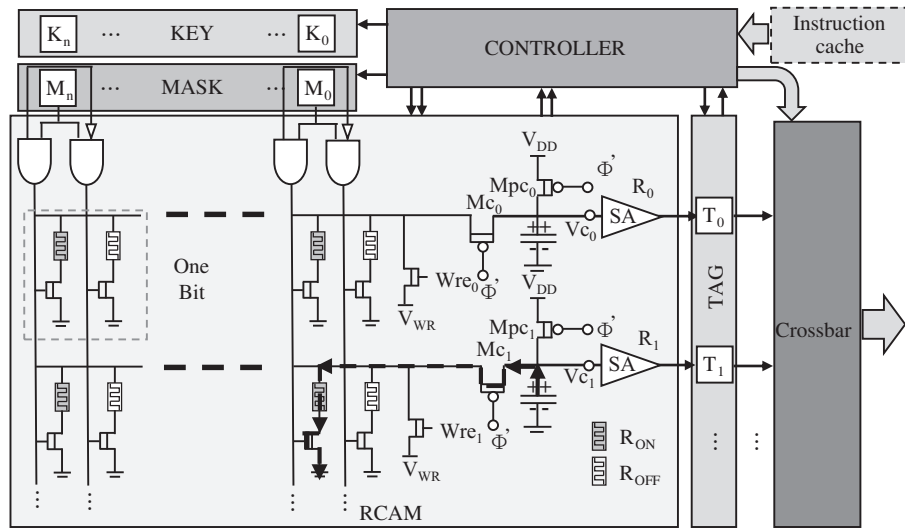 Kn ... KEY ... K0
CONTROLLER
Instruction
cache
Mn ... MASK ... M0
VDD
Φ'
Mpc0
R0
Mc0
SA
T0
Vc0
One
Bit
Wre0
Φ'
VDD
VWR
TAG
Mpc1
Φ'
R1
Crossbar
Mc1
SA
T1
Vc1
Wre1
Φ'
RON
VWR
ROFF
RCAM